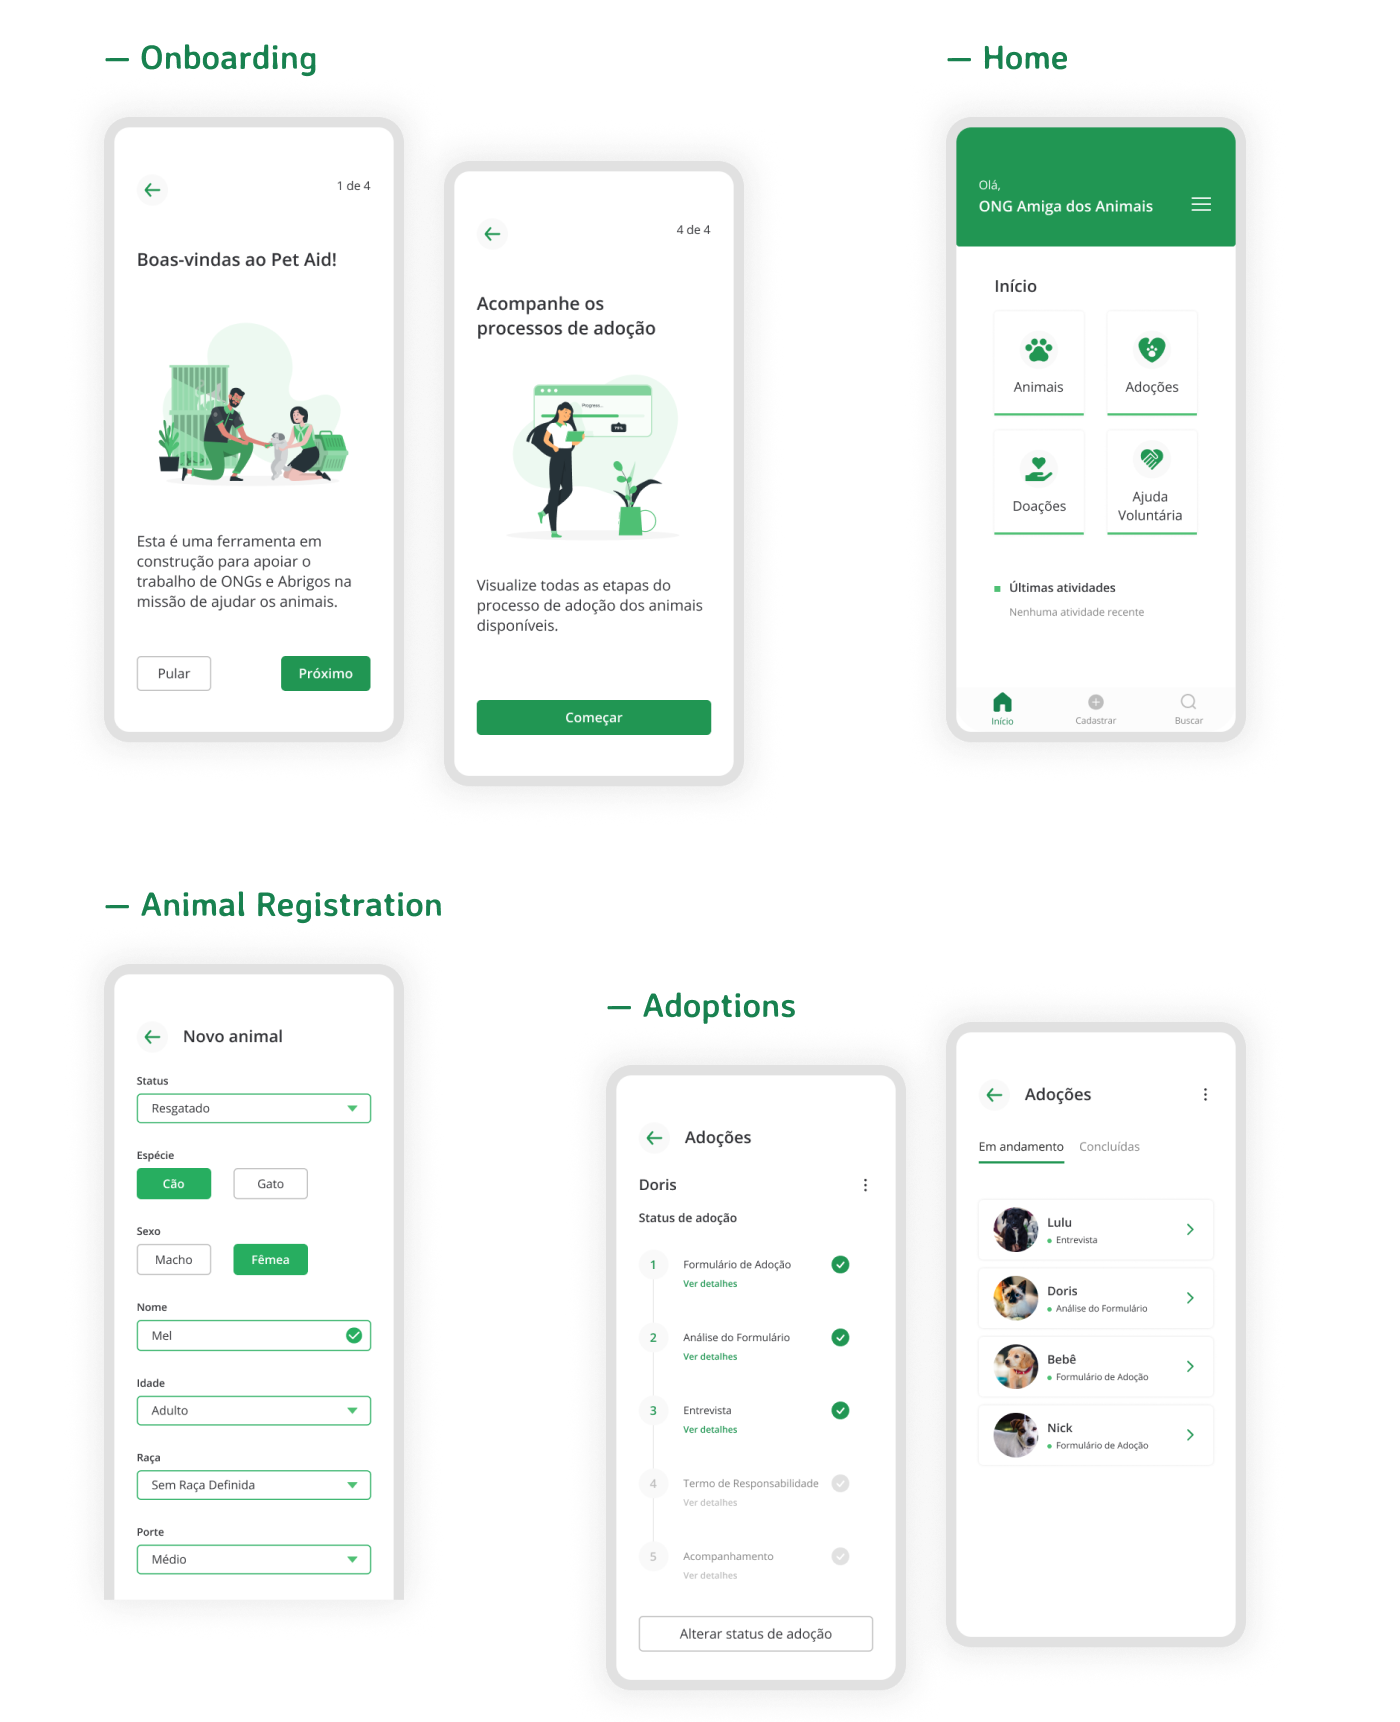 – Onboarding
1 de 4
Boas-vindas ao Pet Aid!
Esta é uma ferramenta em
construção para apoiar o
trabalho de ONGs e Abrigos na
missão de ajudar os animais.
Pular
Próximo
4 de 4
Acompanhe os
processos de adoção
Progress...
Visualize todas as etapas do
processo de adoção dos animais
disponíveis.
Começar
– Home
Olá,
ONG Amiga dos Animais
Início
Animais
Adoções
Doações
Ajuda
Voluntária
Últimas atividades
Nenhuma atividade recente
Início
Cadastrar
Buscar
– Animal Registration
Novo animal
Status
Resgatado
Espécie
Cão
Gato
Sexo
Macho
Fêmea
Nome
Mel
Idade
Adulto
Raça
Sem Raça Definida
Porte
Médio
– Adoptions
Adoções
Doris
Status de adoção
1
Formulário de Adoção
Ver detalhes
2
Análise do Formulário
Ver detalhes
3
Entrevista
Ver detalhes
4
Termo de Responsabilidade
Ver detalhes
5
Acompanhamento
Ver detalhes
Alterar status de adoção
Adoções
Em andamento
Concluídas
Lulu
Entrevista
Doris
Análise do Formulário
Bebê
Formulário de Adoção
Nick
Formulário de Adoção